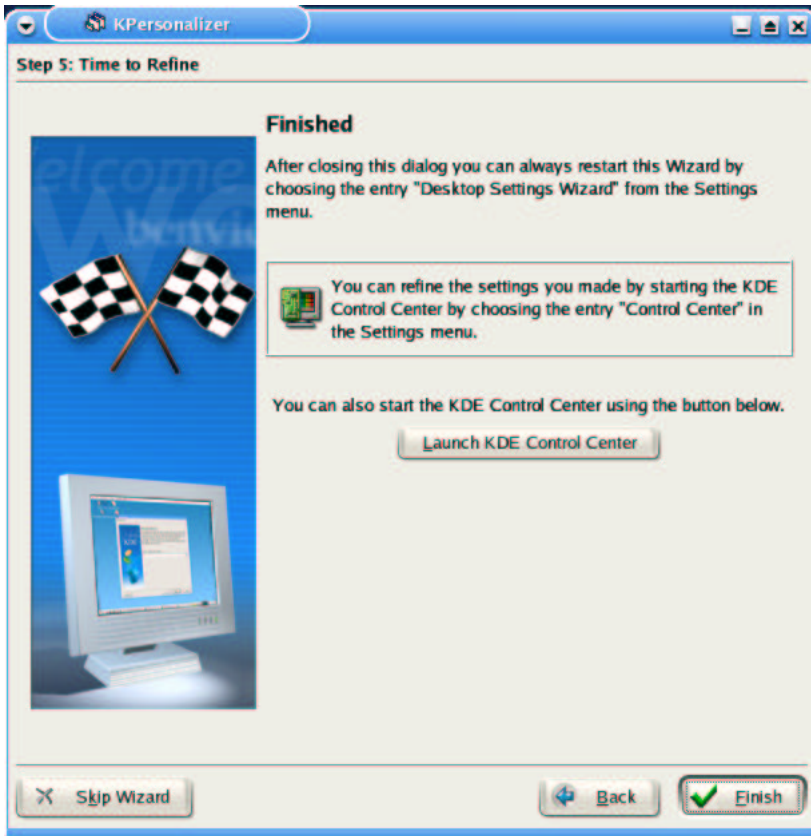 KPersonalizer
Step 5: Time to Refine
elcome
benvi
Finished
After closing this dialog you can always restart this Wizard by
choosing the entry "Desktop Settings Wizard" from the Settings
menu.
You can refine the settings you made by starting the KDE
Control Center by choosing the entry "Control Center" in
the Settings menu.
You can also start the KDE Control Center using the button below.
Launch KDE Control Center
Skip Wizard
Back
Finish